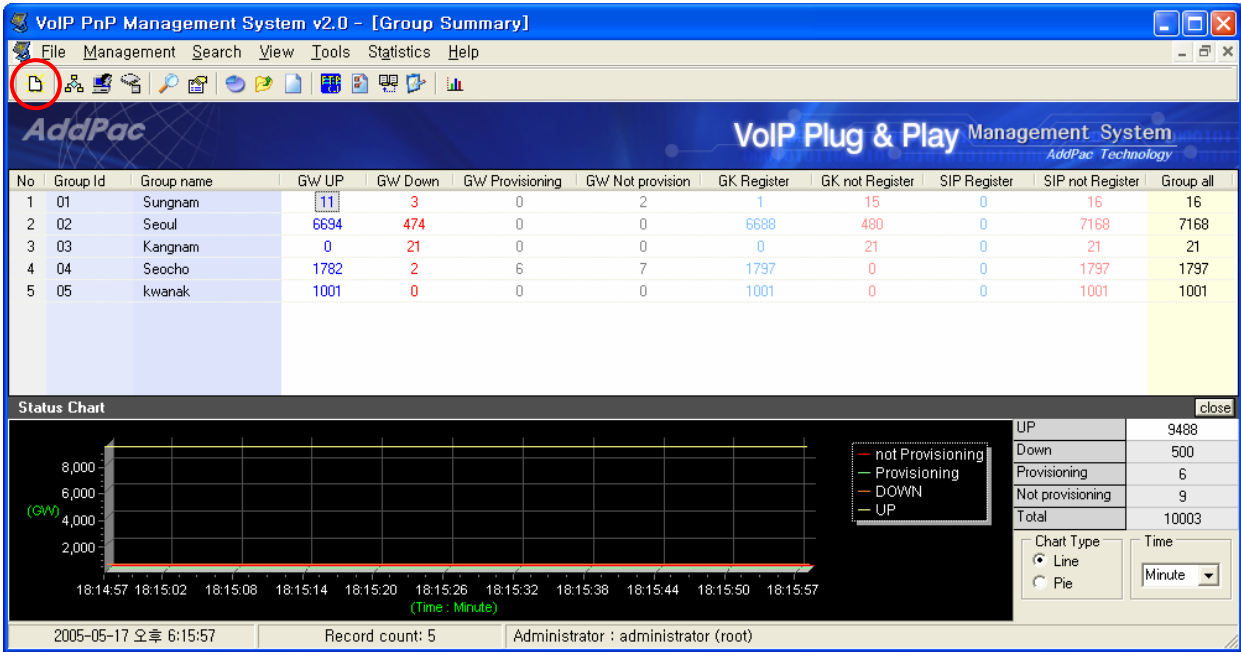 VoIP PnP Management System v2.0 - [Group Summary]
File Management Search View Tools Statistics Help
AddPac
VoIP Plug & Play Management System
AddPac Technology
No Group Id Group name GW UP GW Down GW Provisioning GW Not provision GK Register GK not Register SIP Register SIP not Register Group all
1 01 Sungnam 11 3 0 2 1 15 0 16 16
2 02 Seoul 6694 474 0 0 6688 480 0 7168 7168
3 03 Kangnam 0 21 0 0 0 21 0 21 21
4 04 Seocho 1782 2 6 7 1797 0 0 1797 1797
5 05 kwanak 1001 0 0 0 1001 0 0 1001 1001
Status Chart close
8,000
6,000
(GW)
4,000
2,000
18:14:57 18:15:02 18:15:08 18:15:14 18:15:20 18:15:26 18:15:32 18:15:38 18:15:44 18:15:50 18:15:57
(Time : Minute)
not Provisioning
Provisioning
DOWN
UP
UP 9488
Down 500
Provisioning 6
Not provisioning 9
Total 10003
Chart Type
Line
Pie
Time
Minute
2005-05-17 오후 6:15:57 Record count: 5 Administrator : administrator (root)